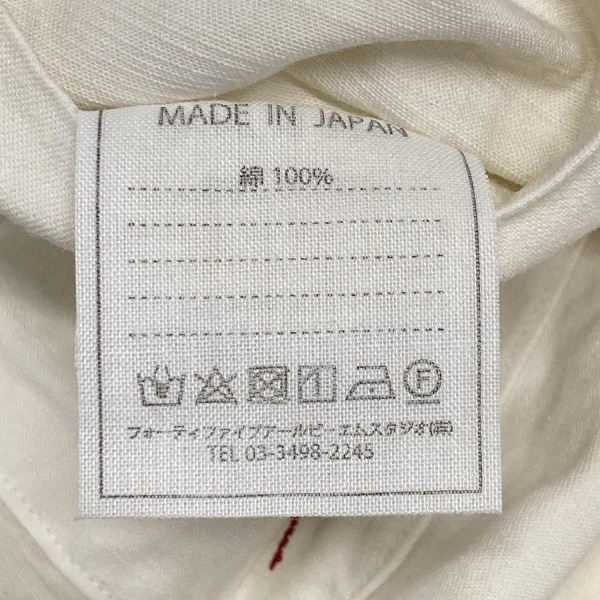 MADE IN JAPAN
綿 100%
フォーティファイブアールピーエムスタジオ(株)
TEL 03-3498-2245